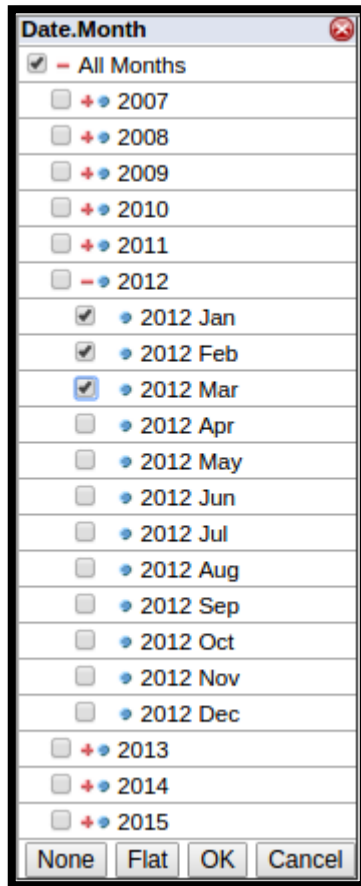 Date.Month
All Months
2007
2008
2009
2010
2011
2012
2012 Jan
2012 Feb
2012 Mar
2012 Apr
2012 May
2012 Jun
2012 Jul
2012 Aug
2012 Sep
2012 Oct
2012 Nov
2012 Dec
2013
2014
2015
None Flat OK Cancel